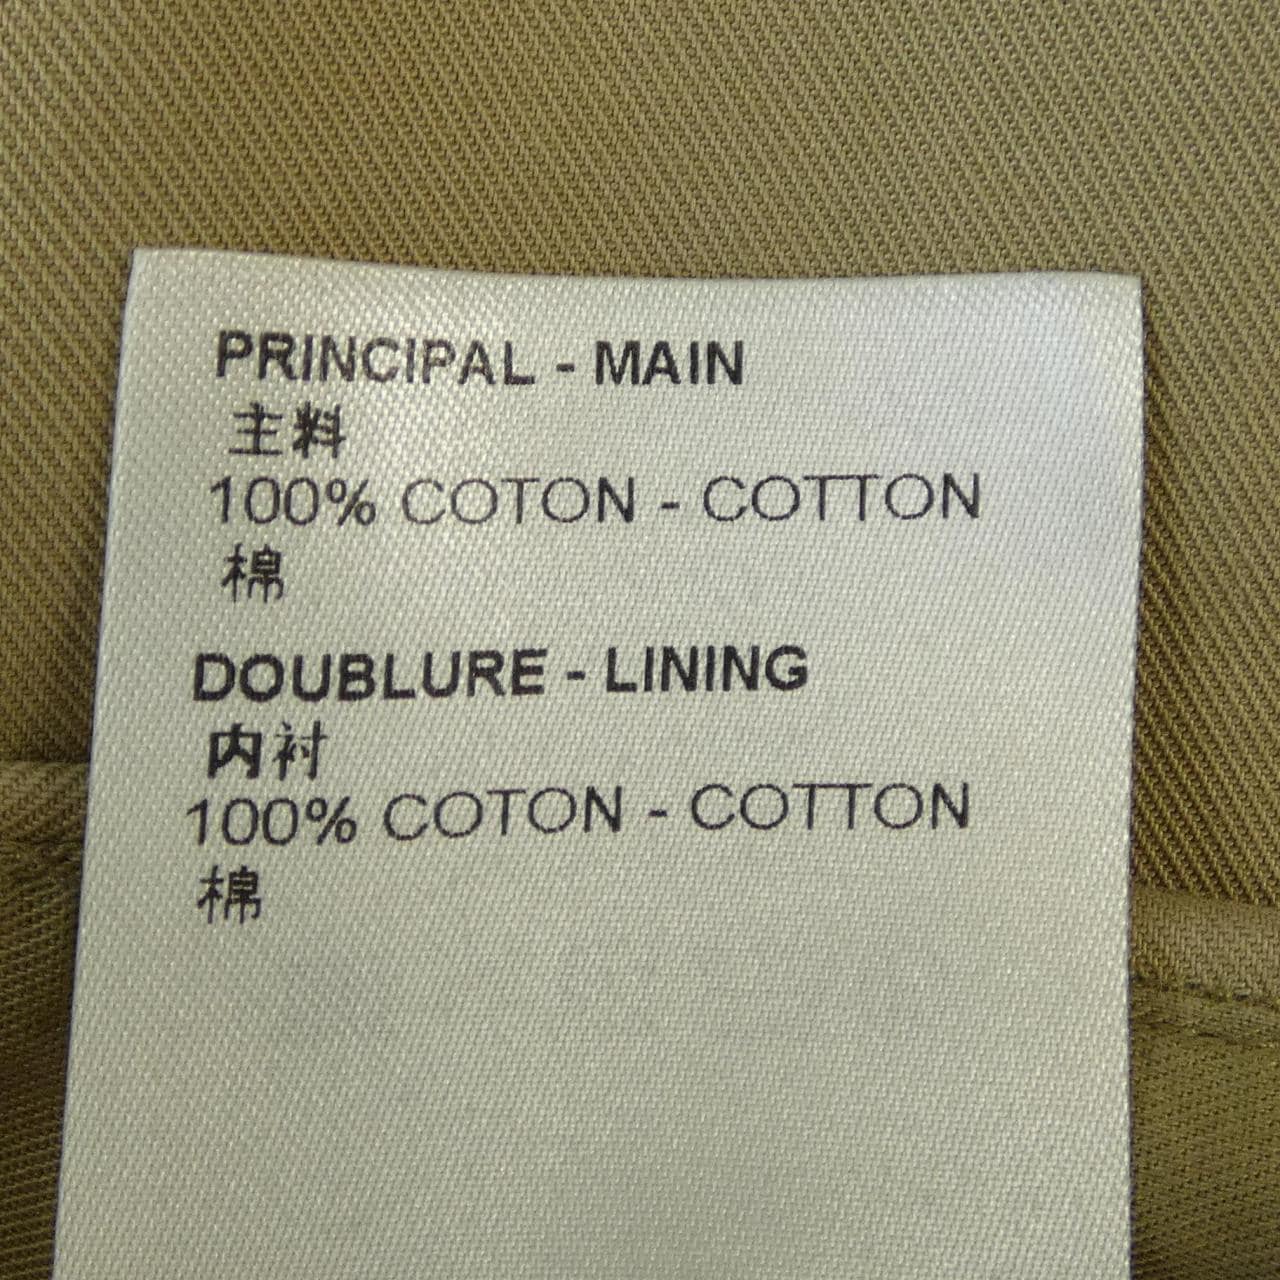 PRINCIPAL - MAIN
主料
100% COTON - COTTON
棉
DOUBLURE - LINING
内衬
100% COTON - COTTON
棉